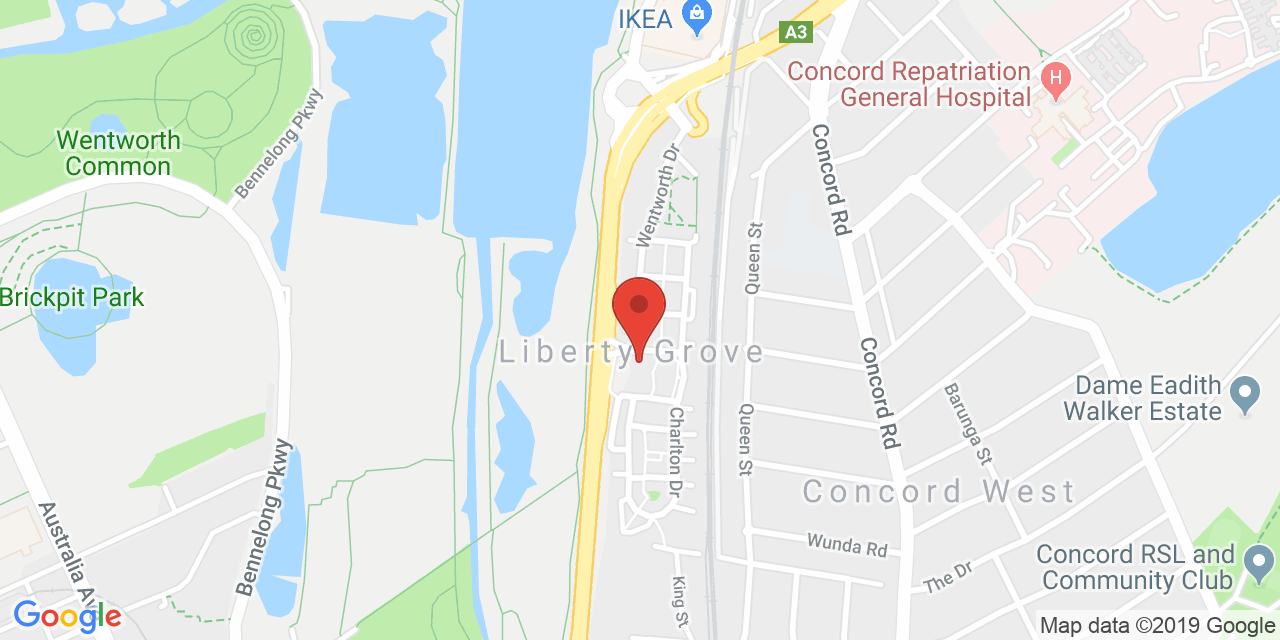 IKEA
A3
Concord Repatriation
General Hospital
H
Wentworth
Common
Bennelong Pkwy
Wentworth Dr
Concord Rd
Queen St
Brickpit Park
Liberty Grove
Concord Rd
Dame Eadith
Walker Estate
Barunga St
Queen St
Charlton Dr
Bennelong Pkwy
Concord West
Australia Av
Wunda Rd
The Dr
King St
Concord RSL and
Community Club
Google
Map data ©2019 Google